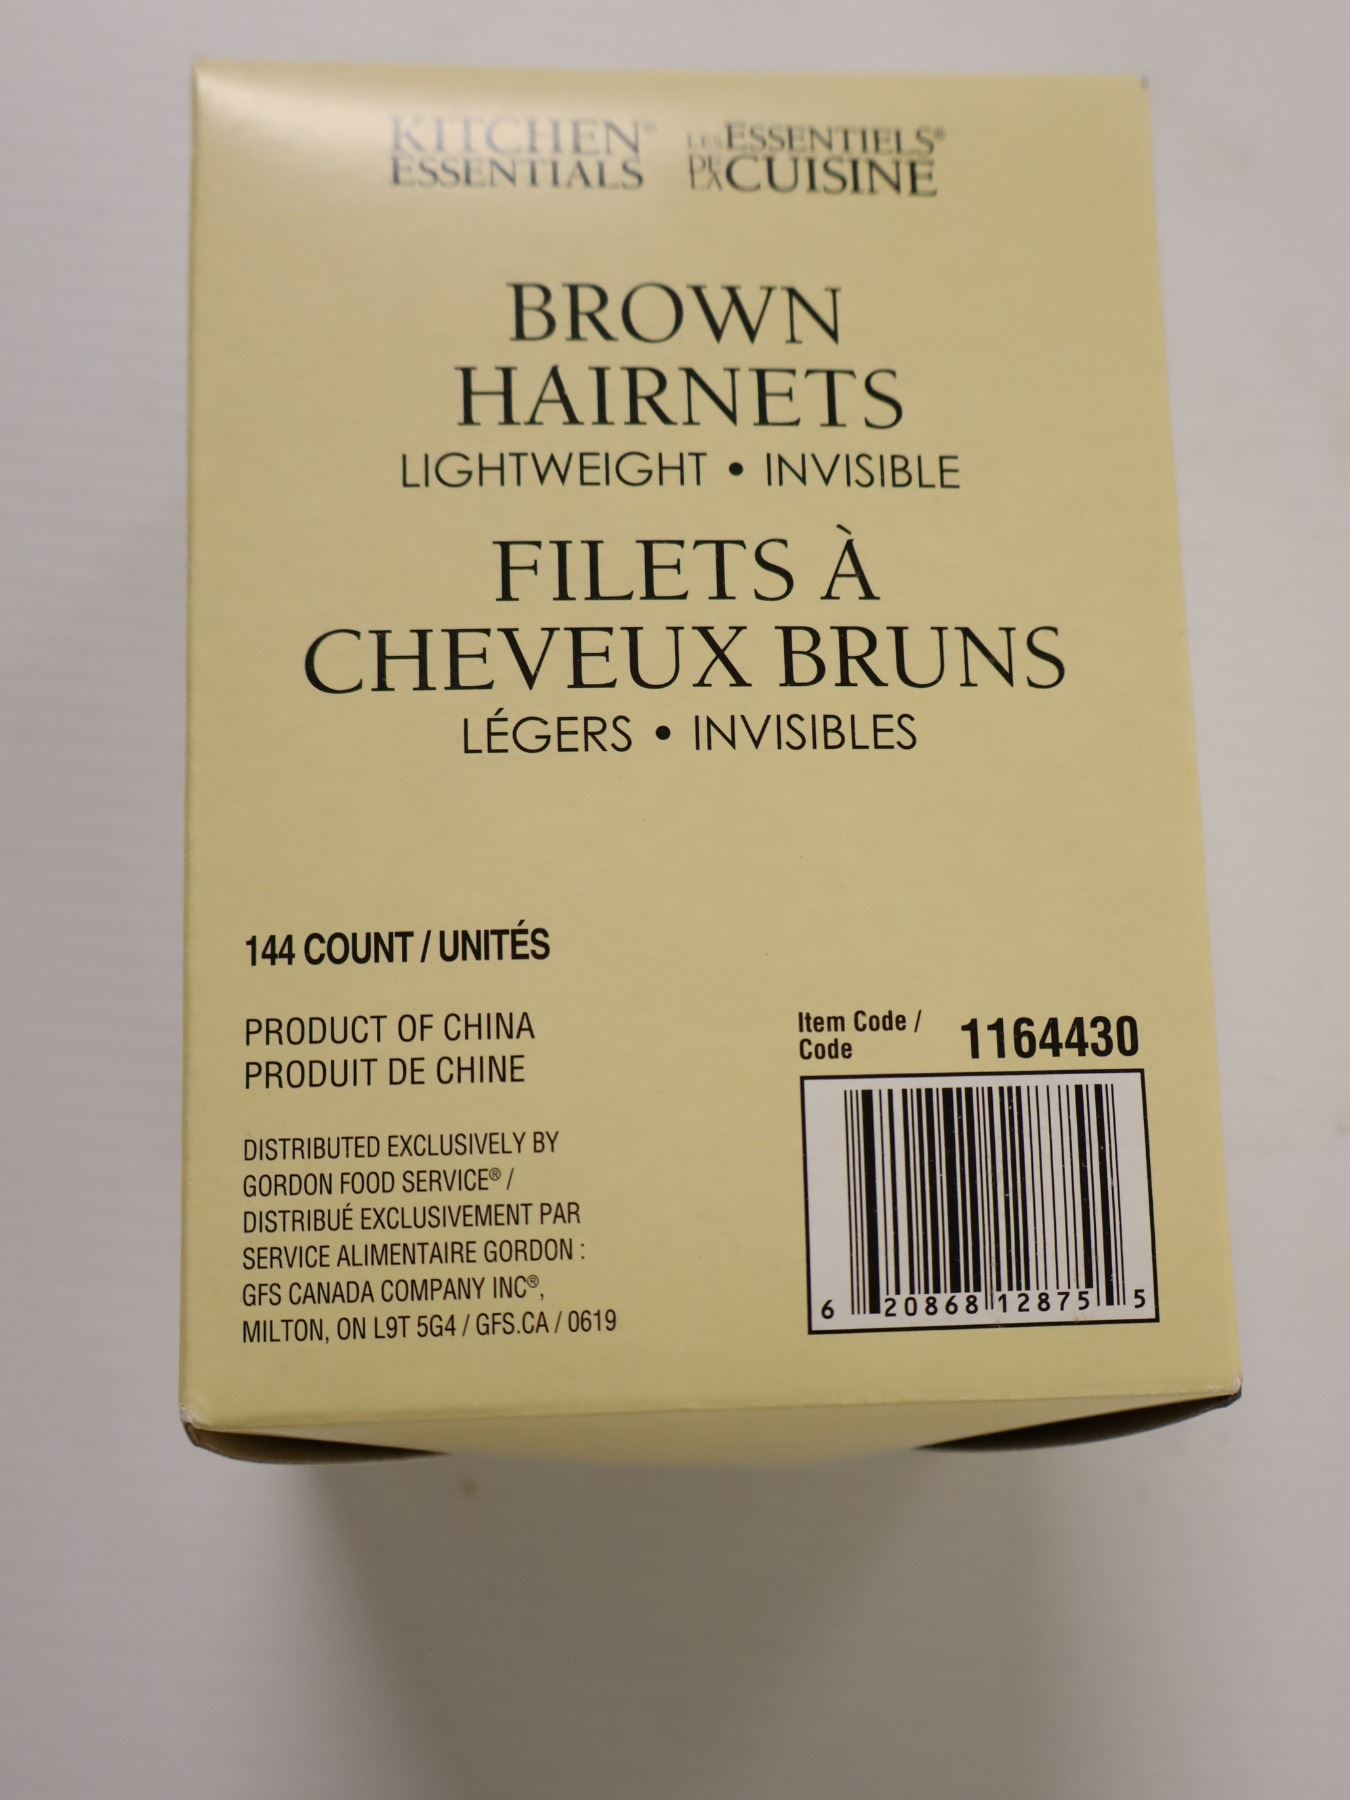 KITCHEN®
ESSENTIALS
LES ESSENTIELS®
DE LA CUISINE
BROWN
HAIRNETS
LIGHTWEIGHT • INVISIBLE
FILETS À
CHEVEUX BRUNS
LÉGERS • INVISIBLES
144 COUNT / UNITÉS
PRODUCT OF CHINA
PRODUIT DE CHINE
DISTRIBUTED EXCLUSIVELY BY
GORDON FOOD SERVICE® /
DISTRIBUÉ EXCLUSIVEMENT PAR
SERVICE ALIMENTAIRE GORDON :
GFS CANADA COMPANY INC®,
MILTON, ON L9T 5G4 / GFS.CA / 0619
Item Code / 1164430
Code
6 20868 12875 5